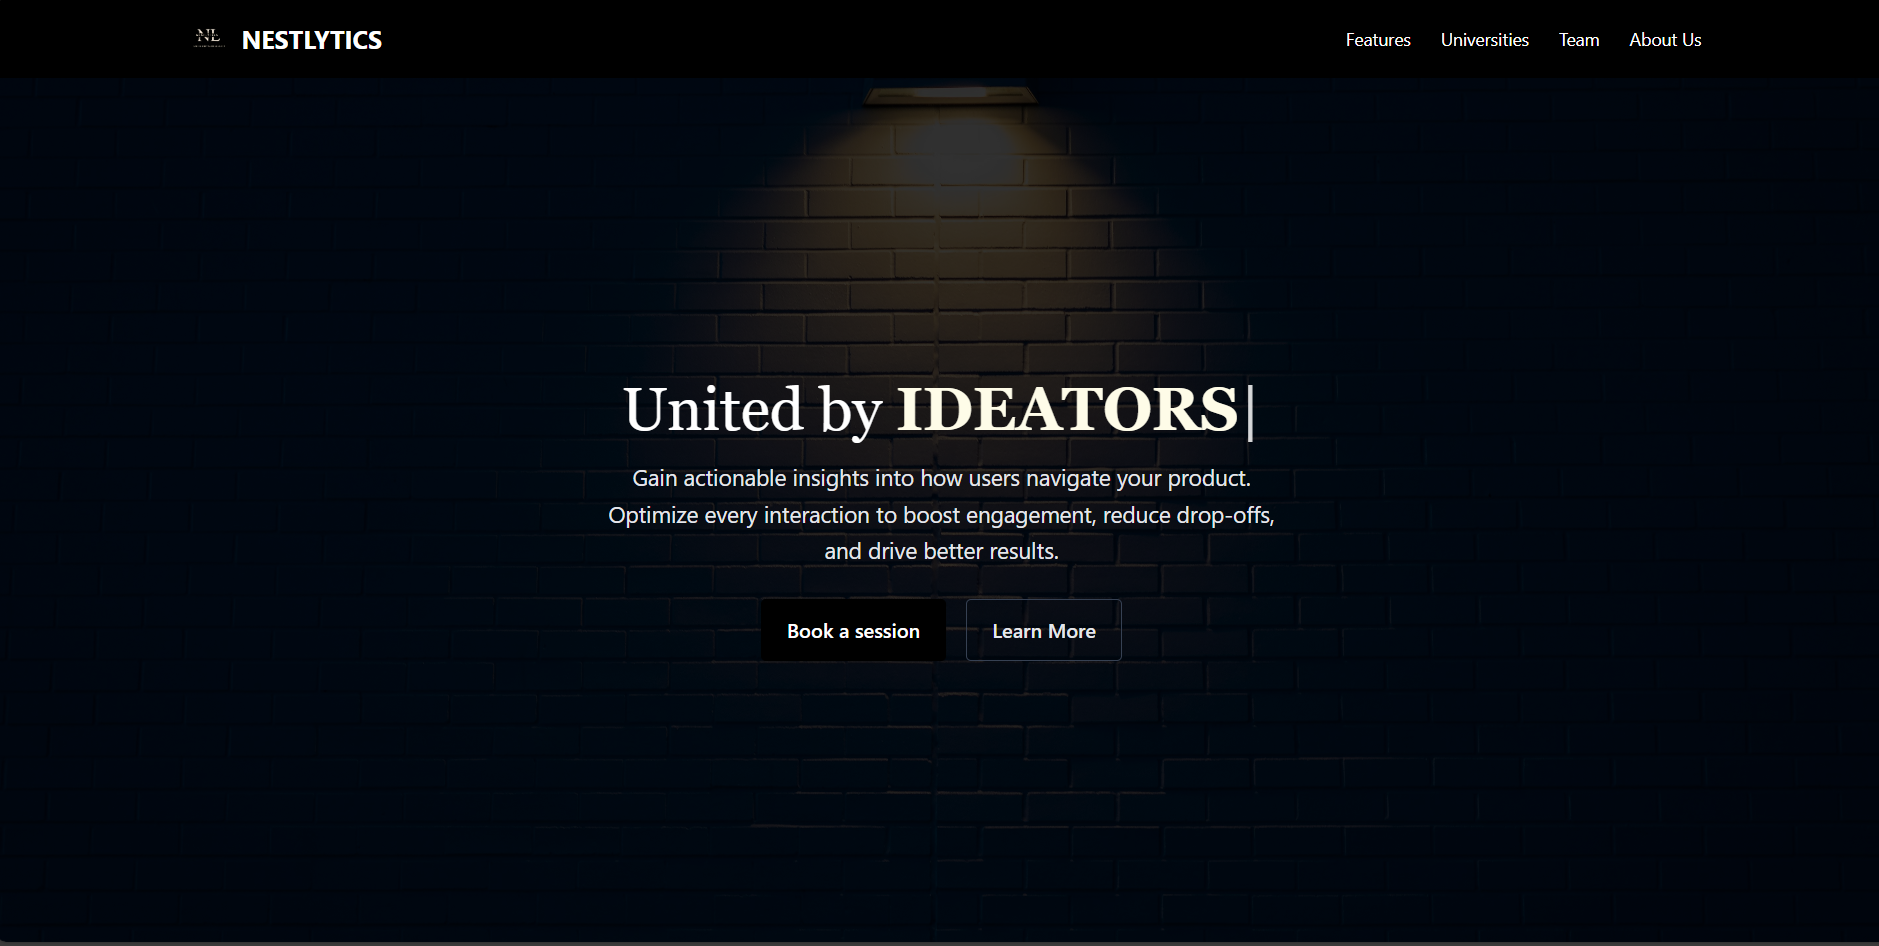 NL
NESTLYTICS
Features
Universities
Team
About Us
United by IDEATORS|
Gain actionable insights into how users navigate your product.
Optimize every interaction to boost engagement, reduce drop-offs,
and drive better results.
Book a session
Learn More